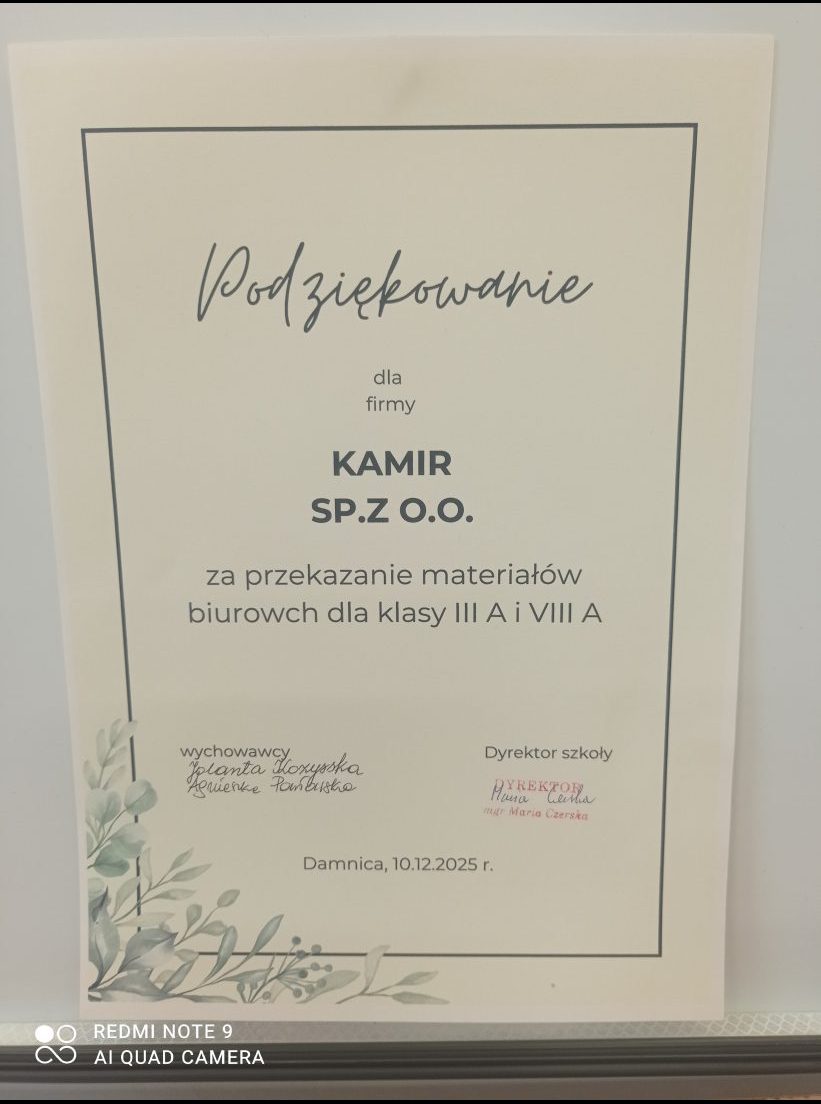 Podziękowanie
dla
firmy
KAMIR
SP.Z O.O.
za przekazanie materiałów
biurowch dla klasy III A i VIII A
wychowawcy
Jolanta
Agnieszka
Dyrektor szkoły
DYREKTOR
mgr Maria Czerska
Damnica, 10.12.2025 r.
REDMI NOTE 9
AI QUAD CAMERA